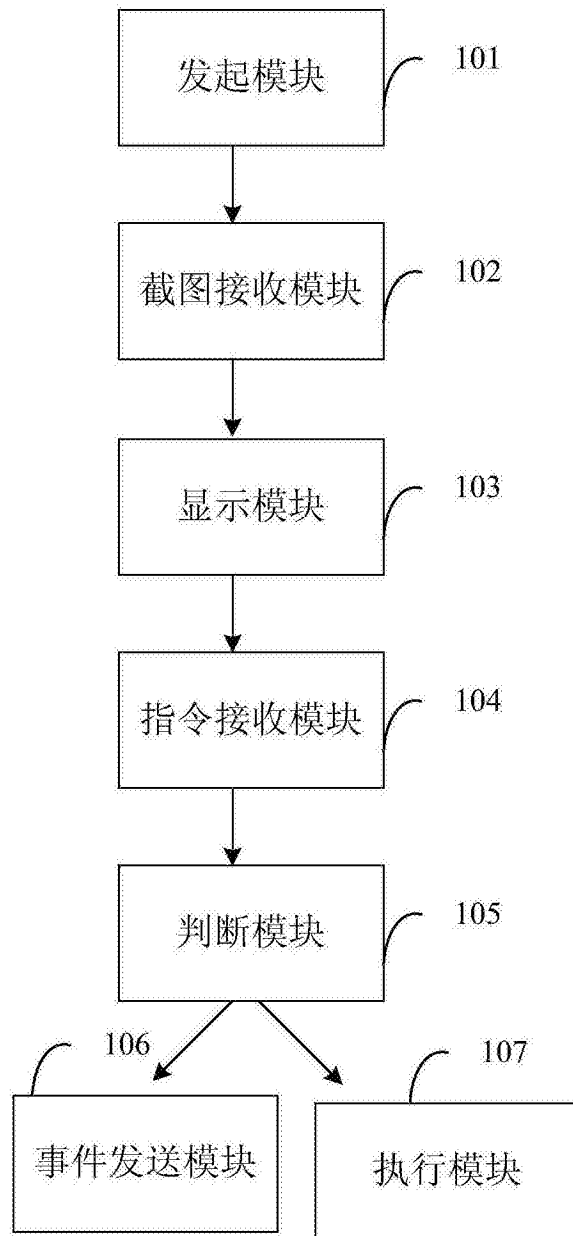 发起模块
101
截图接收模块
102
显示模块
103
指令接收模块
104
判断模块
105
106
107
事件发送模块
执行模块